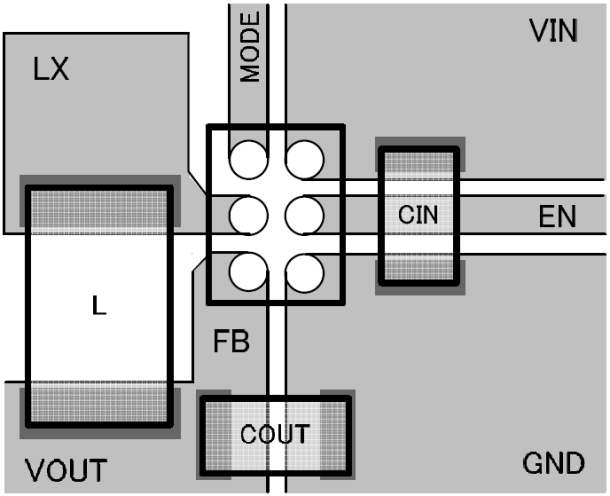 MODE
VIN
LX
CIN
EN
L
FB
COUT
VOUT
GND